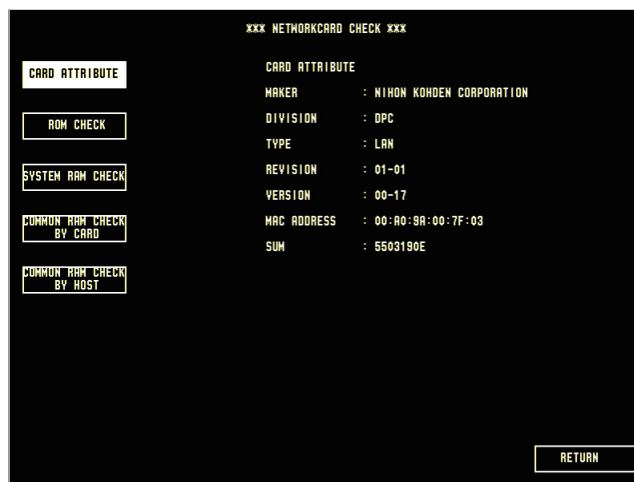 *** NETWORKCARD CHECK ***
CARD ATTRIBUTE
ROM CHECK
SYSTEM RAM CHECK
COMMON RAM CHECK
BY CARD
COMMON RAM CHECK
BY HOST
CARD ATTRIBUTE
MAKER : NIHON KOHDEN CORPORATION
DIVISION : DPC
TYPE : LAN
REVISION : 01-01
VERSION : 00-17
MAC ADDRESS : 00:A0:9A:00:7F:03
SUM : 5503190E
RETURN